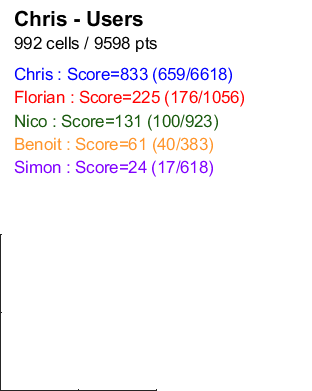 Chris - Users
992 cells / 9598 pts
Chris : Score=833 (659/6618)
Florian : Score=225 (176/1056)
Nico : Score=131 (100/923)
Benoit : Score=61 (40/383)
Simon : Score=24 (17/618)